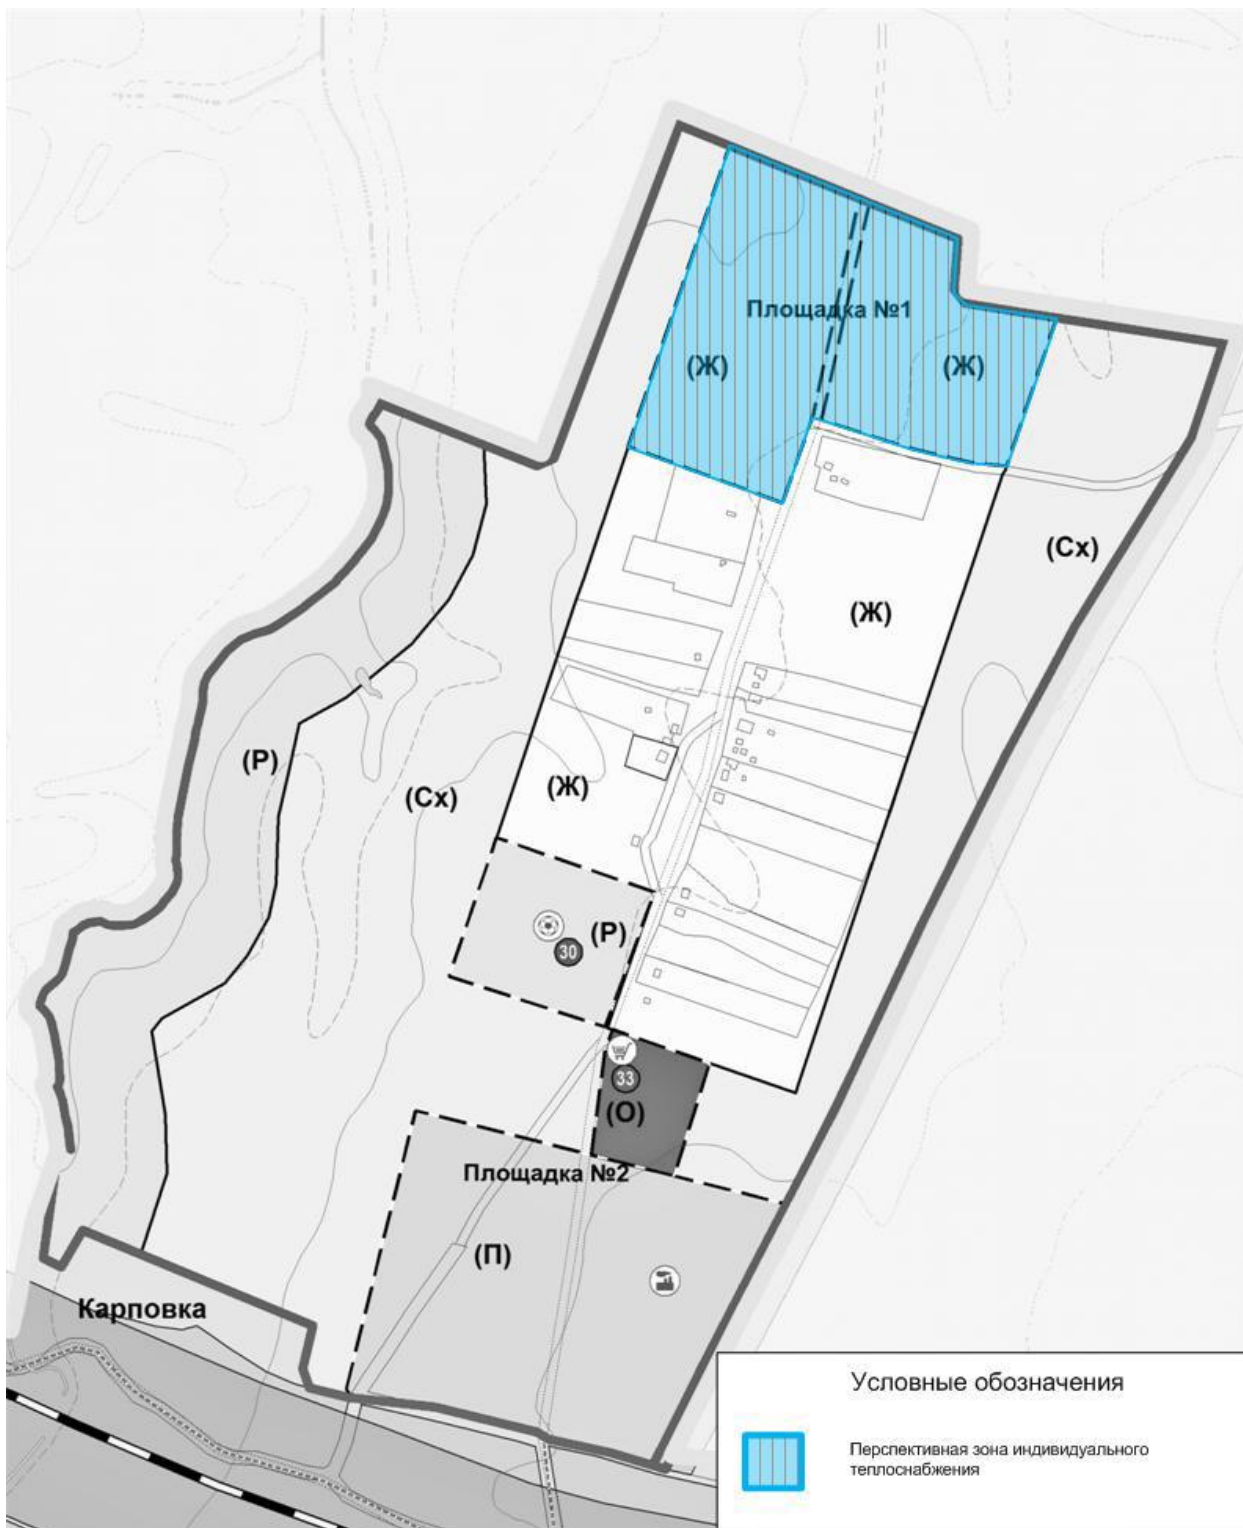 Площадка №1
(Ж)
(Ж)
(Сх)
(Ж)
(Р)
(Сх)
(Ж)
(Р)
30
33
(О)
Площадка №2
(П)
Карповка
Условные обозначения
Перспективная зона индивидуального
теплоснабжения